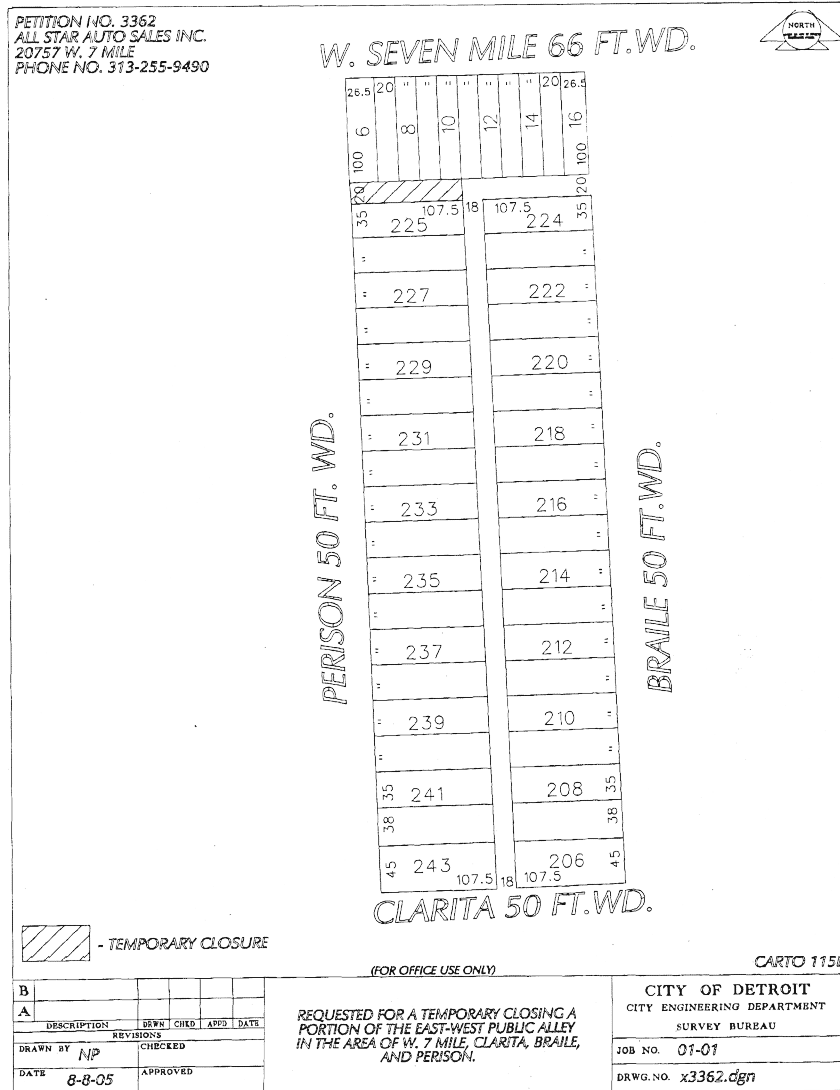 PETITION NO. 3362
ALL STAR AUTO SALES INC.
20757 W. 7 MILE
PHONE NO. 313-255-9490
NORTH
W. SEVEN MILE 66 FT.WD.
26.5 20 " " " " " " " 20 26.5
6 8 10 12 14 16
100 100
20 20
35 225 107.5 18 107.5 224 35
" "
" 227 222 "
" "
" 229 220 "
" "
" 231 218 "
" "
" 233 216 "
" "
" 235 214 "
" "
" 237 212 "
" "
" 239 210 "
" "
35 241 208 35
38 38
45 243 206 45
107.5 18 107.5
PERISON 50 FT. WD.
BRAILE 50 FT.WD.
CLARITA 50 FT.WD.
- TEMPORARY CLOSURE
(FOR OFFICE USE ONLY)
CARTO 115
B
A
DESCRIPTION DRWN CHKD APPD DATE
REVISIONS
DRAWN BY NP CHECKED
DATE 8-8-05 APPROVED
REQUESTED FOR A TEMPORARY CLOSING A
PORTION OF THE EAST-WEST PUBLIC ALLEY
IN THE AREA OF W. 7 MILE, CLARITA, BRAILE,
AND PERISON.
CITY OF DETROIT
CITY ENGINEERING DEPARTMENT
SURVEY BUREAU
JOB NO. 01-01
DRWG. NO. x3362.dgn